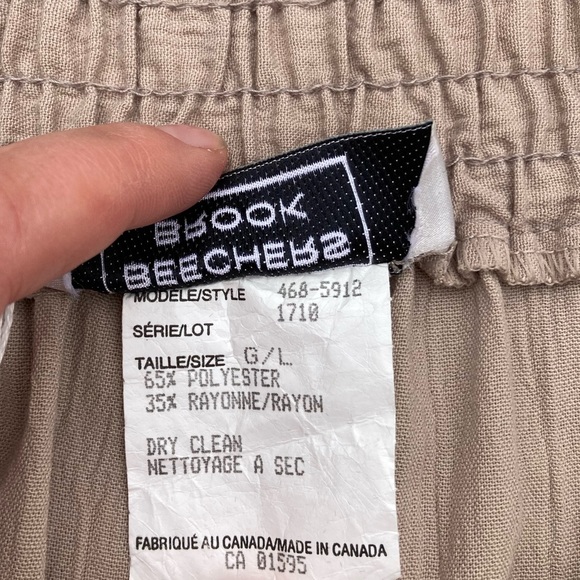 BEECHERS
BROOK
MODÈLE/STYLE 468-5912
SÉRIE/LOT 1710
TAILLE/SIZE G/L
65% POLYESTER
35% RAYONNE/RAYON
DRY CLEAN
NETTOYAGE A SEC
FABRIQUÉ AU CANADA/MADE IN CANADA
CA 01595